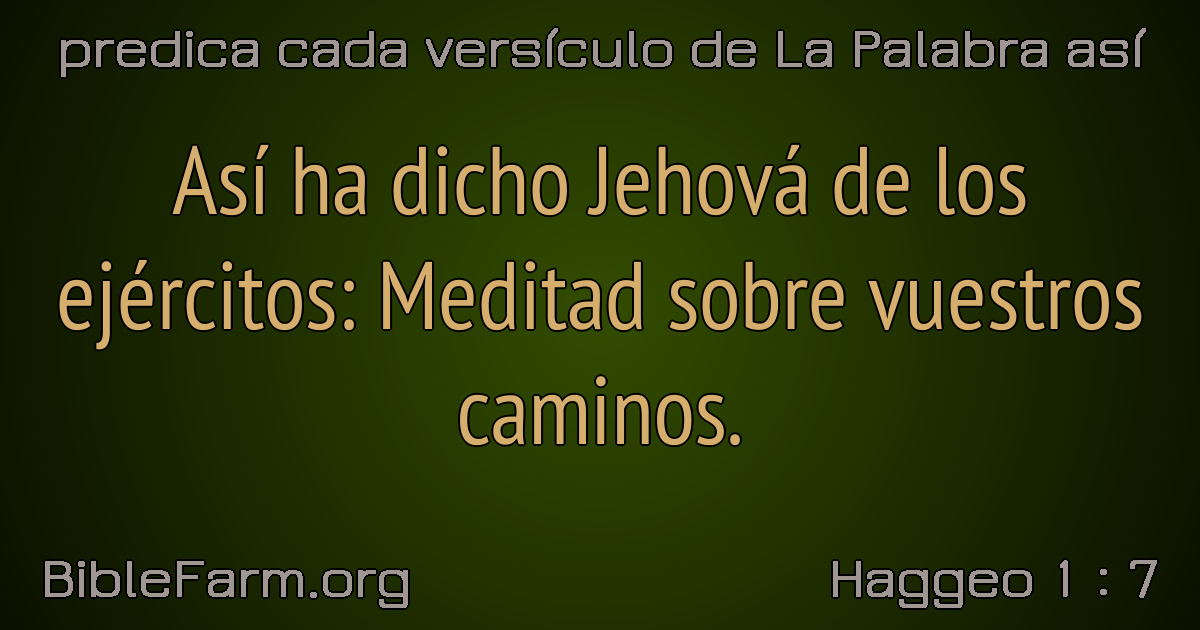 predica cada versículo de La Palabra así
Así ha dicho Jehová de los
ejércitos: Meditad sobre vuestros
caminos.
BibleFarm.org
Haggeo 1 : 7